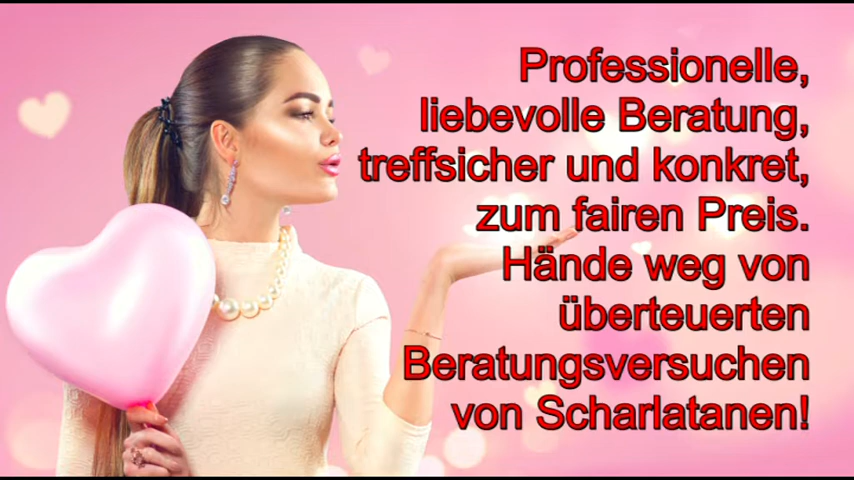 Professionelle,
liebevolle Beratung,
treffsicher und konkret,
zum fairen Preis.
Hände weg von
überteuerten
Beratungsversuchen
von Scharlatanen!